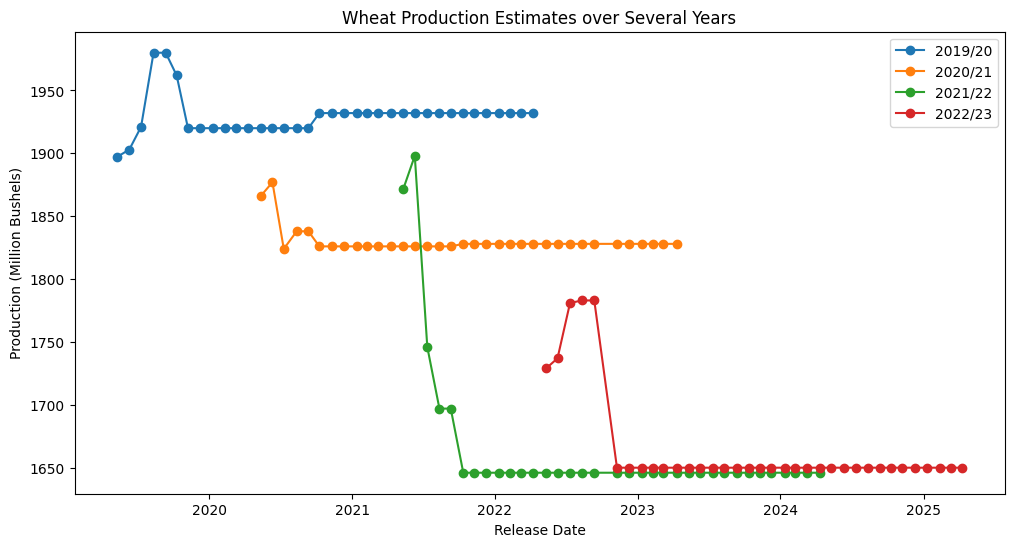 Wheat Production Estimates over Several Years
2019/20
2020/21
2021/22
2022/23
Production (Million Bushels)
1950
1900
1850
1800
1750
1700
1650
2020 2021 2022 2023 2024 2025
Release Date